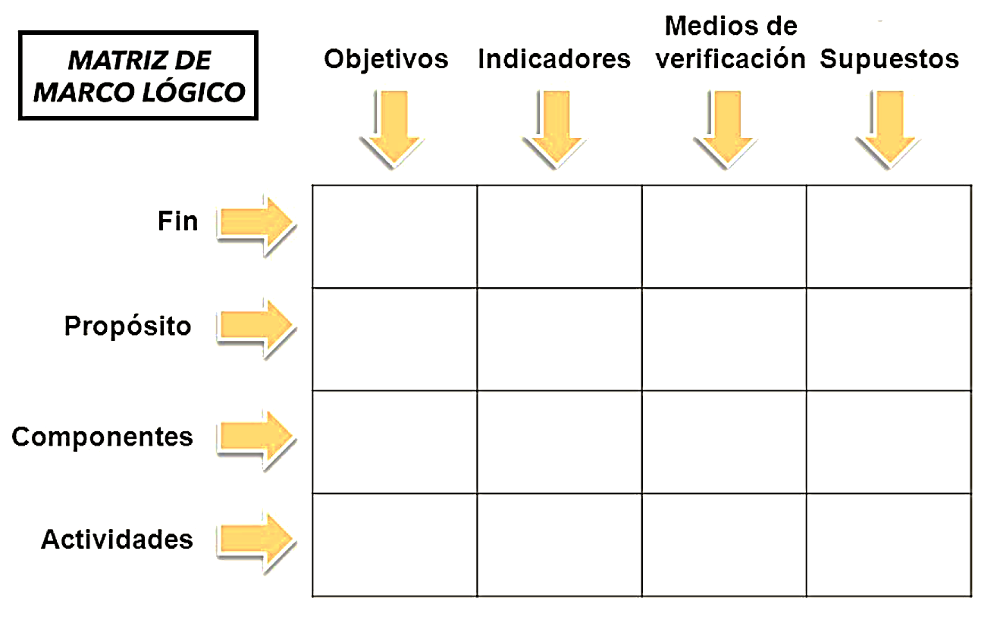 MATRIZ DE
MARCO LÓGICO
Objetivos
Indicadores
Medios de
verificación
Supuestos
Fin
Propósito
Componentes
Actividades